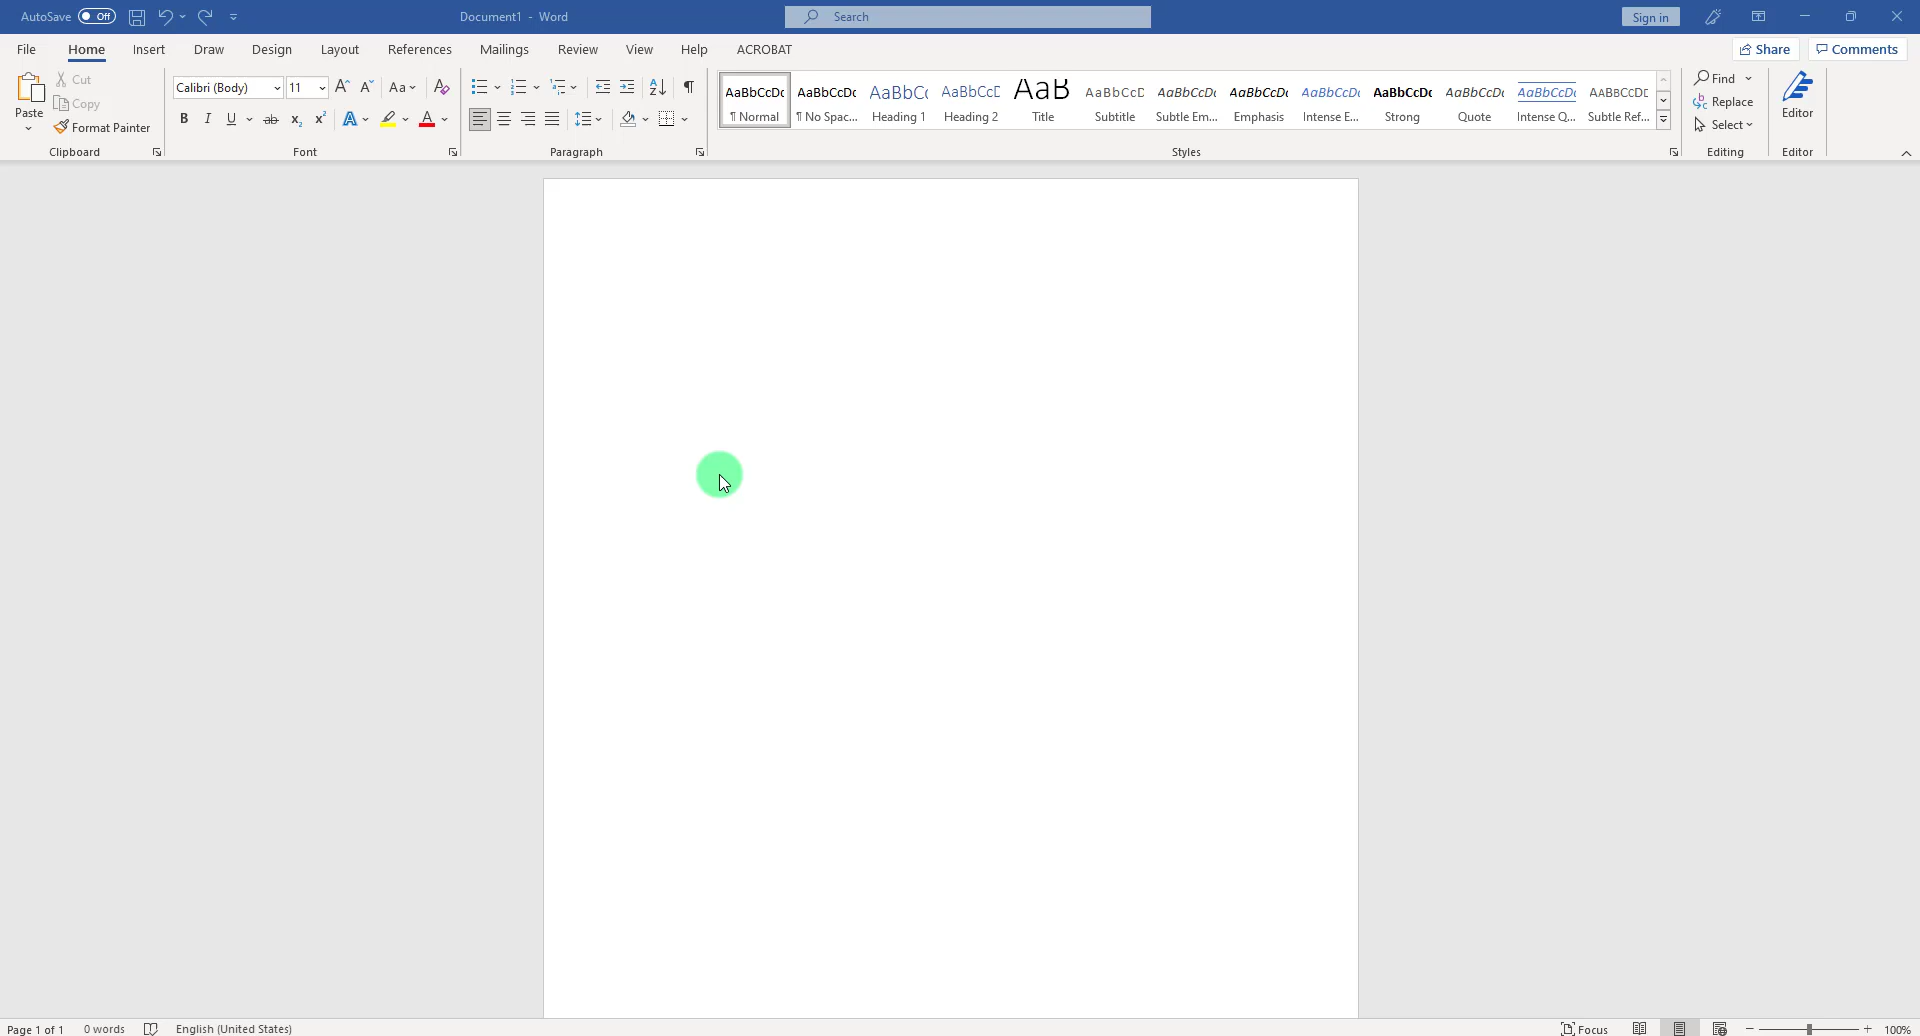 AutoSave Off Document1 - Word Search Sign in
File Home Insert Draw Design Layout References Mailings Review View Help ACROBAT Share Comments
Paste
Cut
Copy
Format Painter
Clipboard
Calibri (Body) 11 Aa
Font
Paragraph
AaBbCcDc AaBbCcDc AaBbC AaBbCcD AaB AaBbCcD AaBbCcDc AaBbCcDc AaBbCcDc AaBbCcDc AaBbCcDc AaBbCcDc AaBbCcDc
¶ Normal ¶ No Spac... Heading 1 Heading 2 Title Subtitle Subtle Em... Emphasis Intense E... Strong Quote Intense Q... Subtle Ref...
Styles
Find
Replace
Select
Editing
Editor
Editor
Page 1 of 1 0 words English (United States) Focus 100%